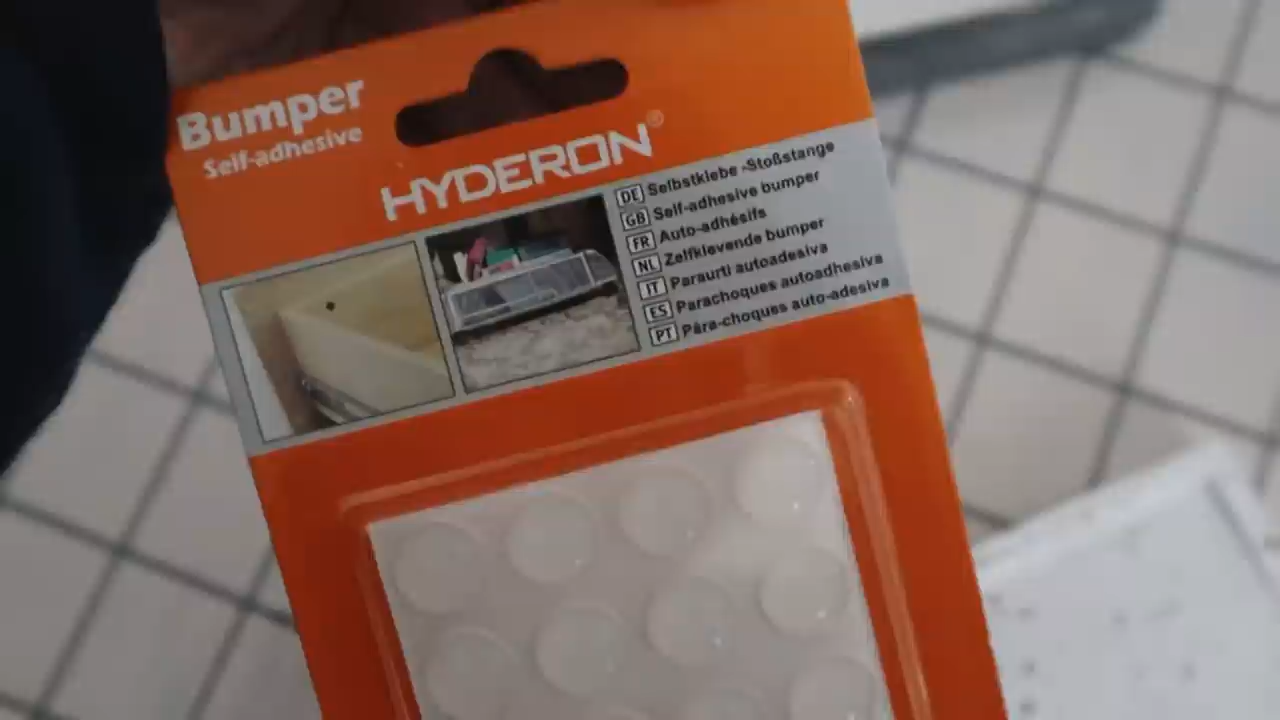 Bumper
Self-adhesive
HYDERON®
DE Selbstklebe-Stoßstange
GB Self-adhesive bumper
FR Auto-adhésifs
NL Zelfklevende bumper
IT Paraurti autoadesiva
ES Parachoques autoadhesiva
PT Pára-choques auto-adesiva